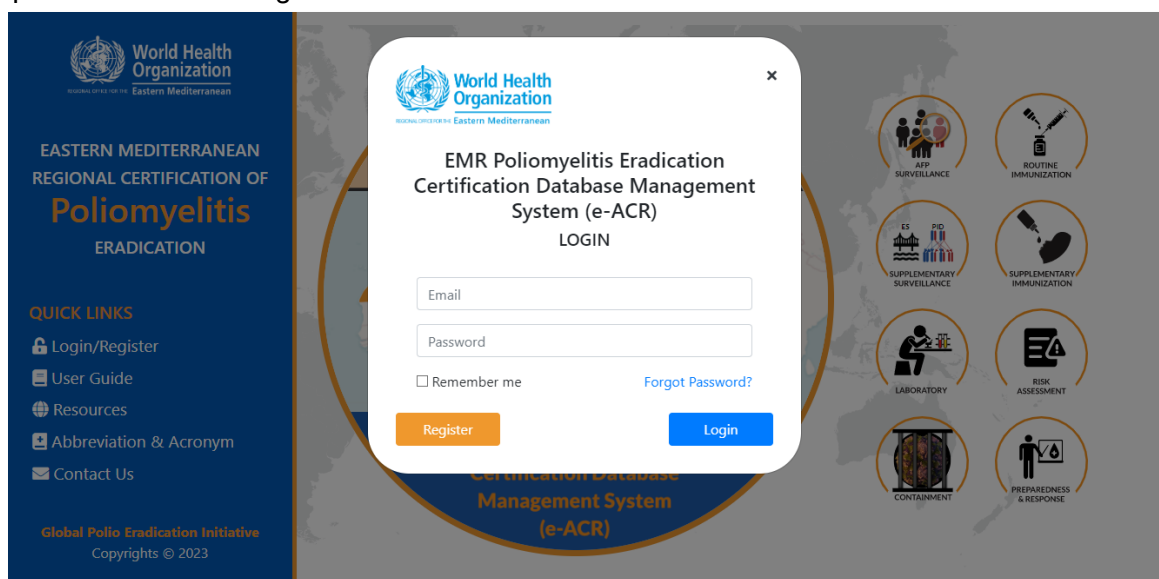 World Health
Organization
REGIONAL OFFICE FOR THE Eastern Mediterranean
EASTERN MEDITERRANEAN
REGIONAL CERTIFICATION OF
Poliomyelitis
ERADICATION
QUICK LINKS
Login/Register
User Guide
Resources
Abbreviation & Acronym
Contact Us
Global Polio Eradication Initiative
Copyrights © 2023
World Health
Organization
REGIONAL OFFICE FOR THE Eastern Mediterranean
×
EMR Poliomyelitis Eradication
Certification Database Management
System (e-ACR)
LOGIN
Email
Password
Remember me
Forgot Password?
Register
Login
Certification Database
Management System
(e-ACR)
AFP
SURVEILLANCE
ROUTINE
IMMUNIZATION
ES PID
SUPPLEMENTARY
SURVEILLANCE
SUPPLEMENTARY
IMMUNIZATION
LABORATORY
RISK
ASSESSMENT
CONTAINMENT
PREPAREDNESS
& RESPONSE